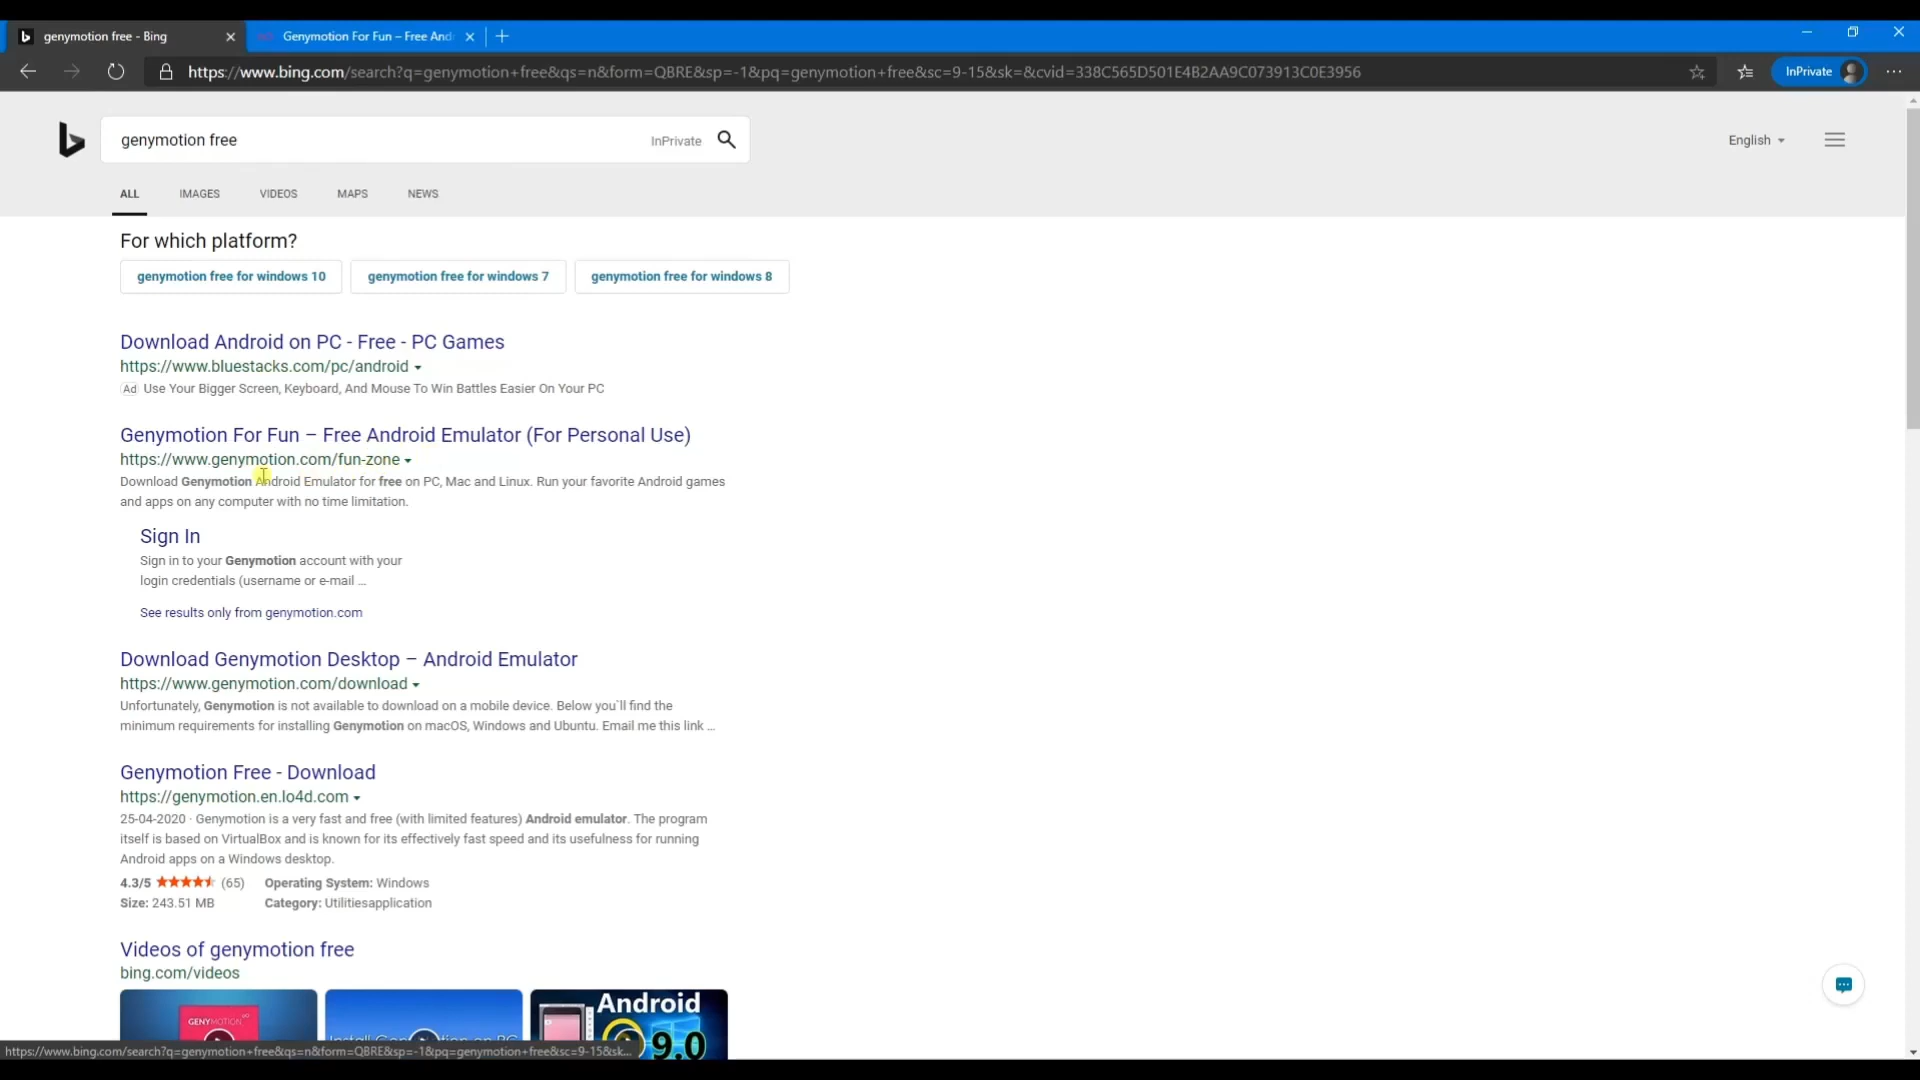 genymotion free - Bing
Genymotion For Fun – Free And
https://www.bing.com/search?q=genymotion+free&qs=n&form=QBRE&sp=-1&pq=genymotion+free&sc=9-15&sk=&cvid=338C565D501E4B2AA9C073913C0E3956
InPrivate
genymotion free
InPrivate
English
ALL
IMAGES
VIDEOS
MAPS
NEWS
For which platform?
genymotion free for windows 10
genymotion free for windows 7
genymotion free for windows 8
Download Android on PC - Free - PC Games
https://www.bluestacks.com/pc/android
Ad Use Your Bigger Screen, Keyboard, And Mouse To Win Battles Easier On Your PC
Genymotion For Fun – Free Android Emulator (For Personal Use)
https://www.genymotion.com/fun-zone
Download Genymotion Android Emulator for free on PC, Mac and Linux. Run your favorite Android games
and apps on any computer with no time limitation.
Sign In
Sign in to your Genymotion account with your
login credentials (username or e-mail ...
See results only from genymotion.com
Download Genymotion Desktop – Android Emulator
https://www.genymotion.com/download
Unfortunately, Genymotion is not available to download on a mobile device. Below you`ll find the
minimum requirements for installing Genymotion on macOS, Windows and Ubuntu. Email me this link ...
Genymotion Free - Download
https://genymotion.en.lo4d.com
25-04-2020 · Genymotion is a very fast and free (with limited features) Android emulator. The program
itself is based on VirtualBox and is known for its effectively fast speed and its usefulness for running
Android apps on a Windows desktop.
4.3/5 (65) Operating System: Windows
Size: 243.51 MB Category: Utilitiesapplication
Videos of genymotion free
bing.com/videos
GENYMOTION
Android
9.0
https://www.bing.com/search?q=genymotion+free&qs=n&form=QBRE&sp=-1&pq=genymotion+free&sc=9-15&sk...